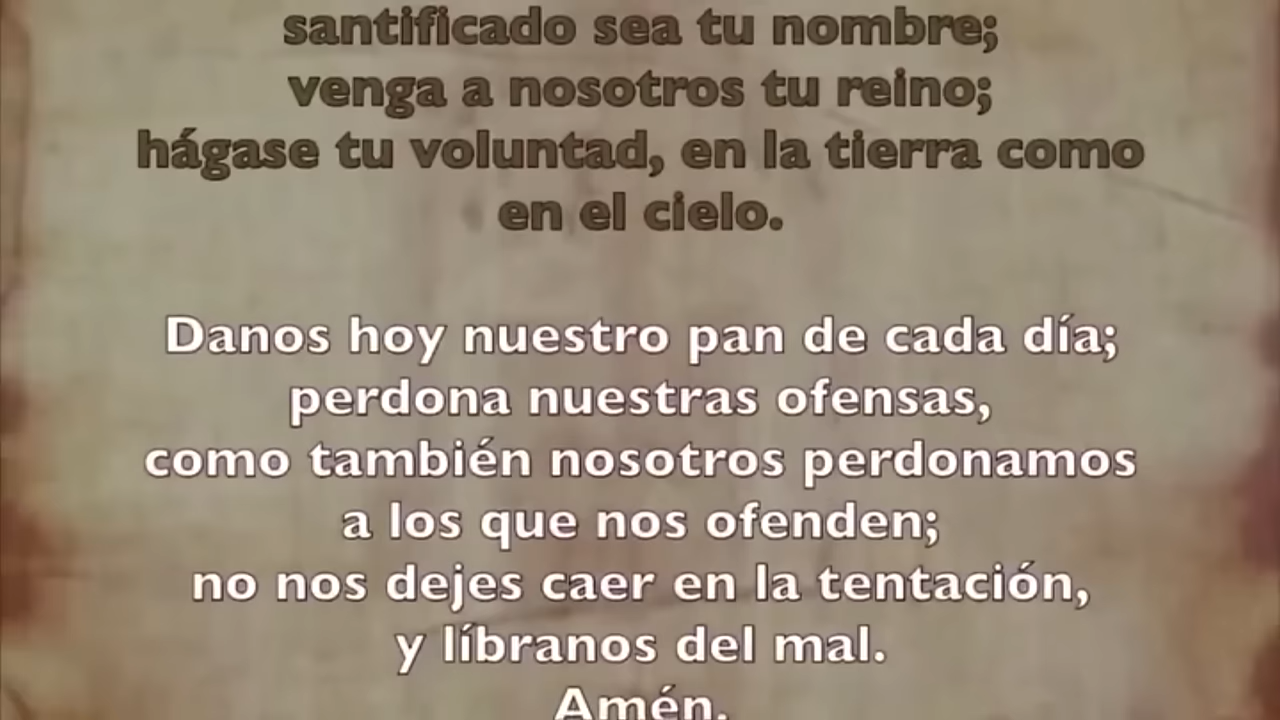 santificado sea tu nombre;
venga a nosotros tu reino;
hágase tu voluntad, en la tierra como
en el cielo.
Danos hoy nuestro pan de cada día;
perdona nuestras ofensas,
como también nosotros perdonamos
a los que nos ofenden;
no nos dejes caer en la tentación,
y líbranos del mal.
Amén.